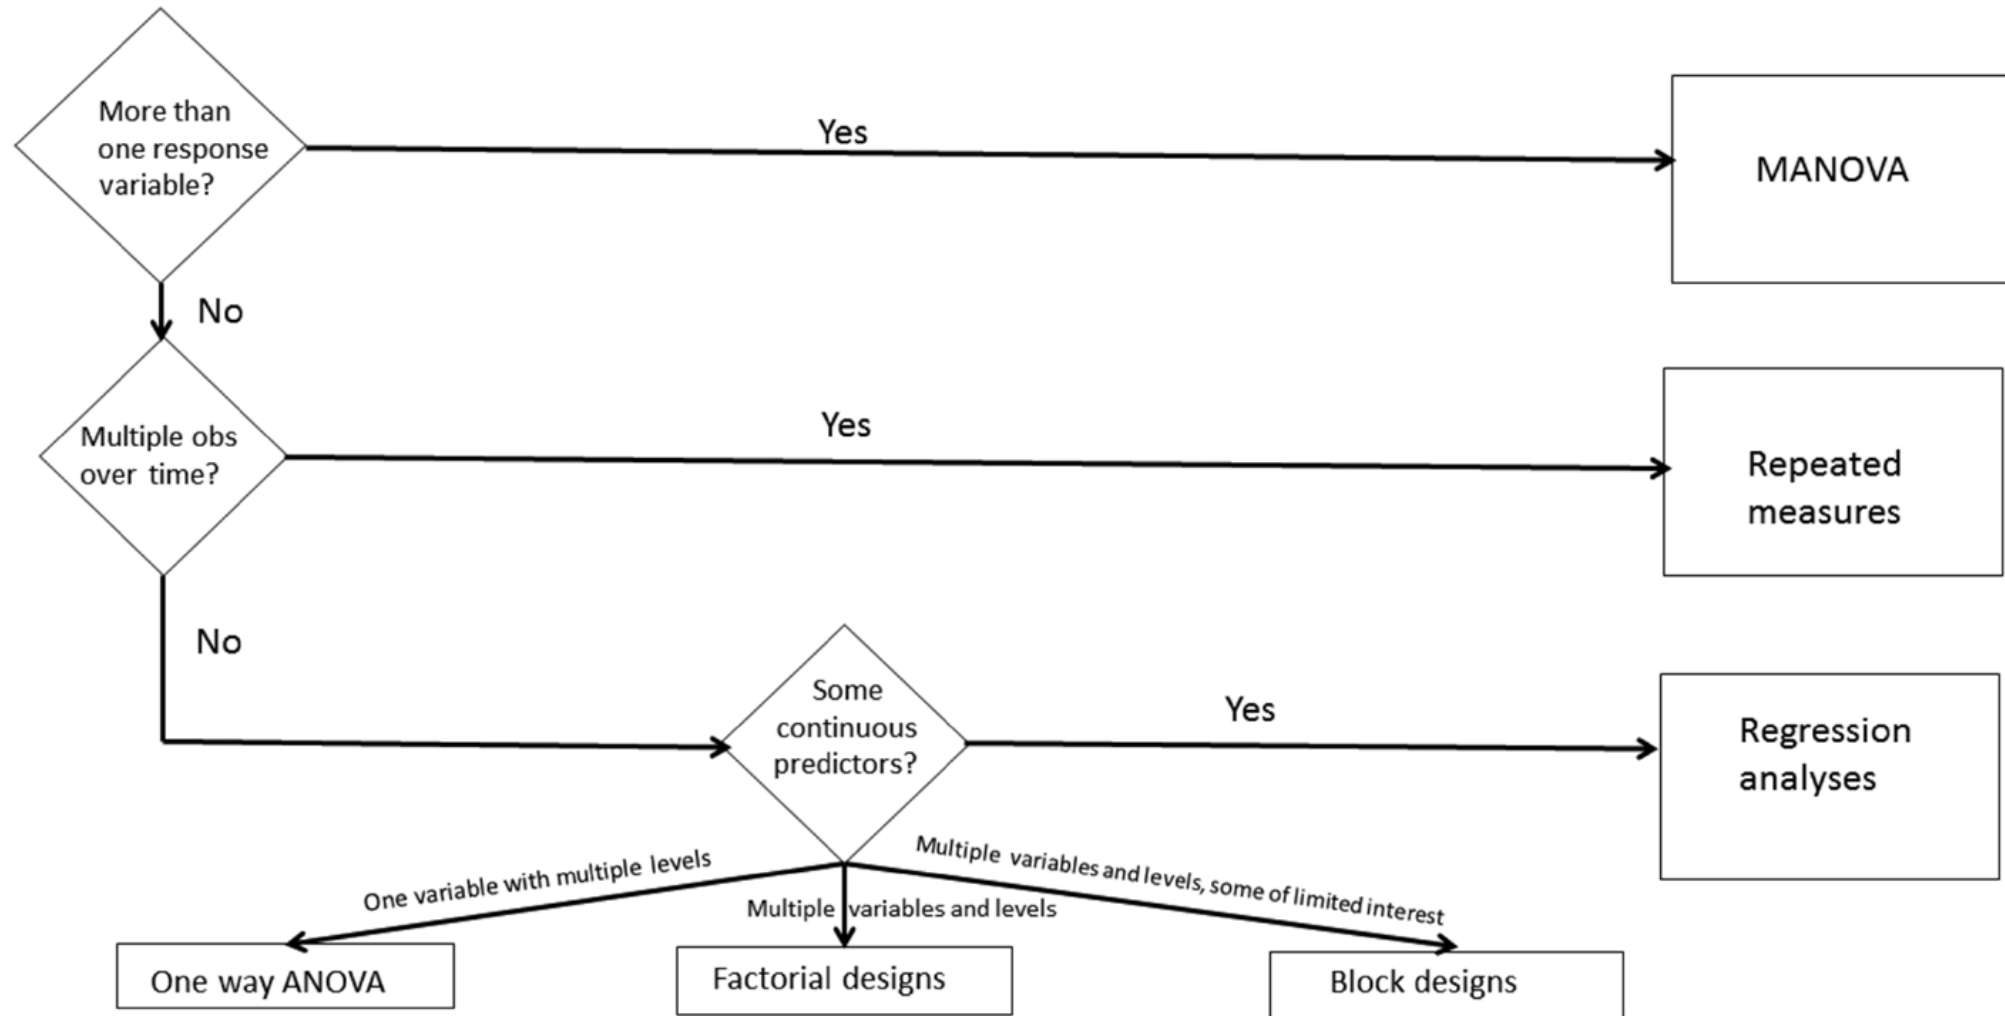 More than
one response
variable?
Yes
MANOVA
No
Multiple obs
over time?
Yes
Repeated
measures
No
Some
continuous
predictors?
Yes
Regression
analyses
One variable with multiple levels
Multiple variables and levels
Multiple variables and levels, some of limited interest
One way ANOVA
Factorial designs
Block designs